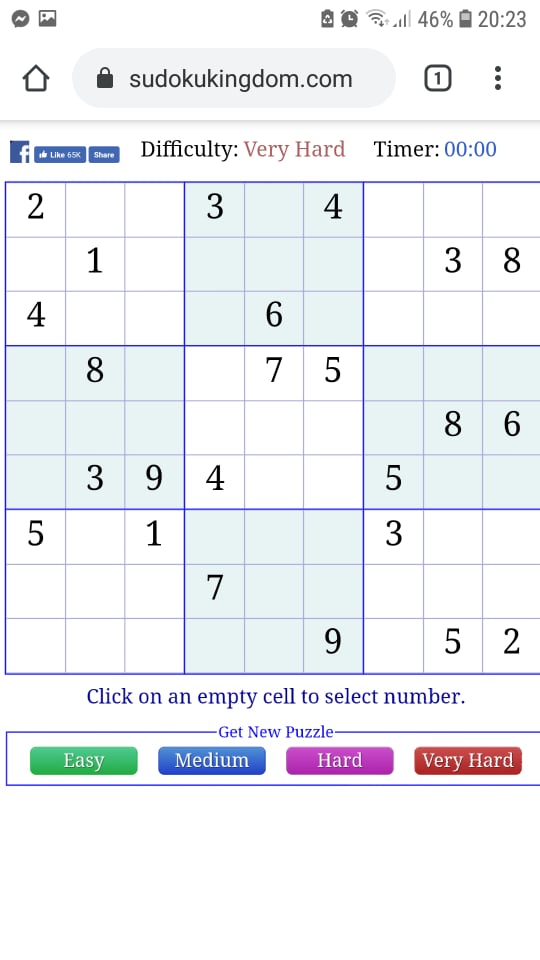 46% 20:23
sudokukingdom.com 1
f Like 65K Share Difficulty: Very Hard Timer: 00:00
2 3 4
1 3 8
4 6
8 7 5
8 6
3 9 4 5
5 1 3
7
9 5 2
Click on an empty cell to select number.
Get New Puzzle
Easy Medium Hard Very Hard